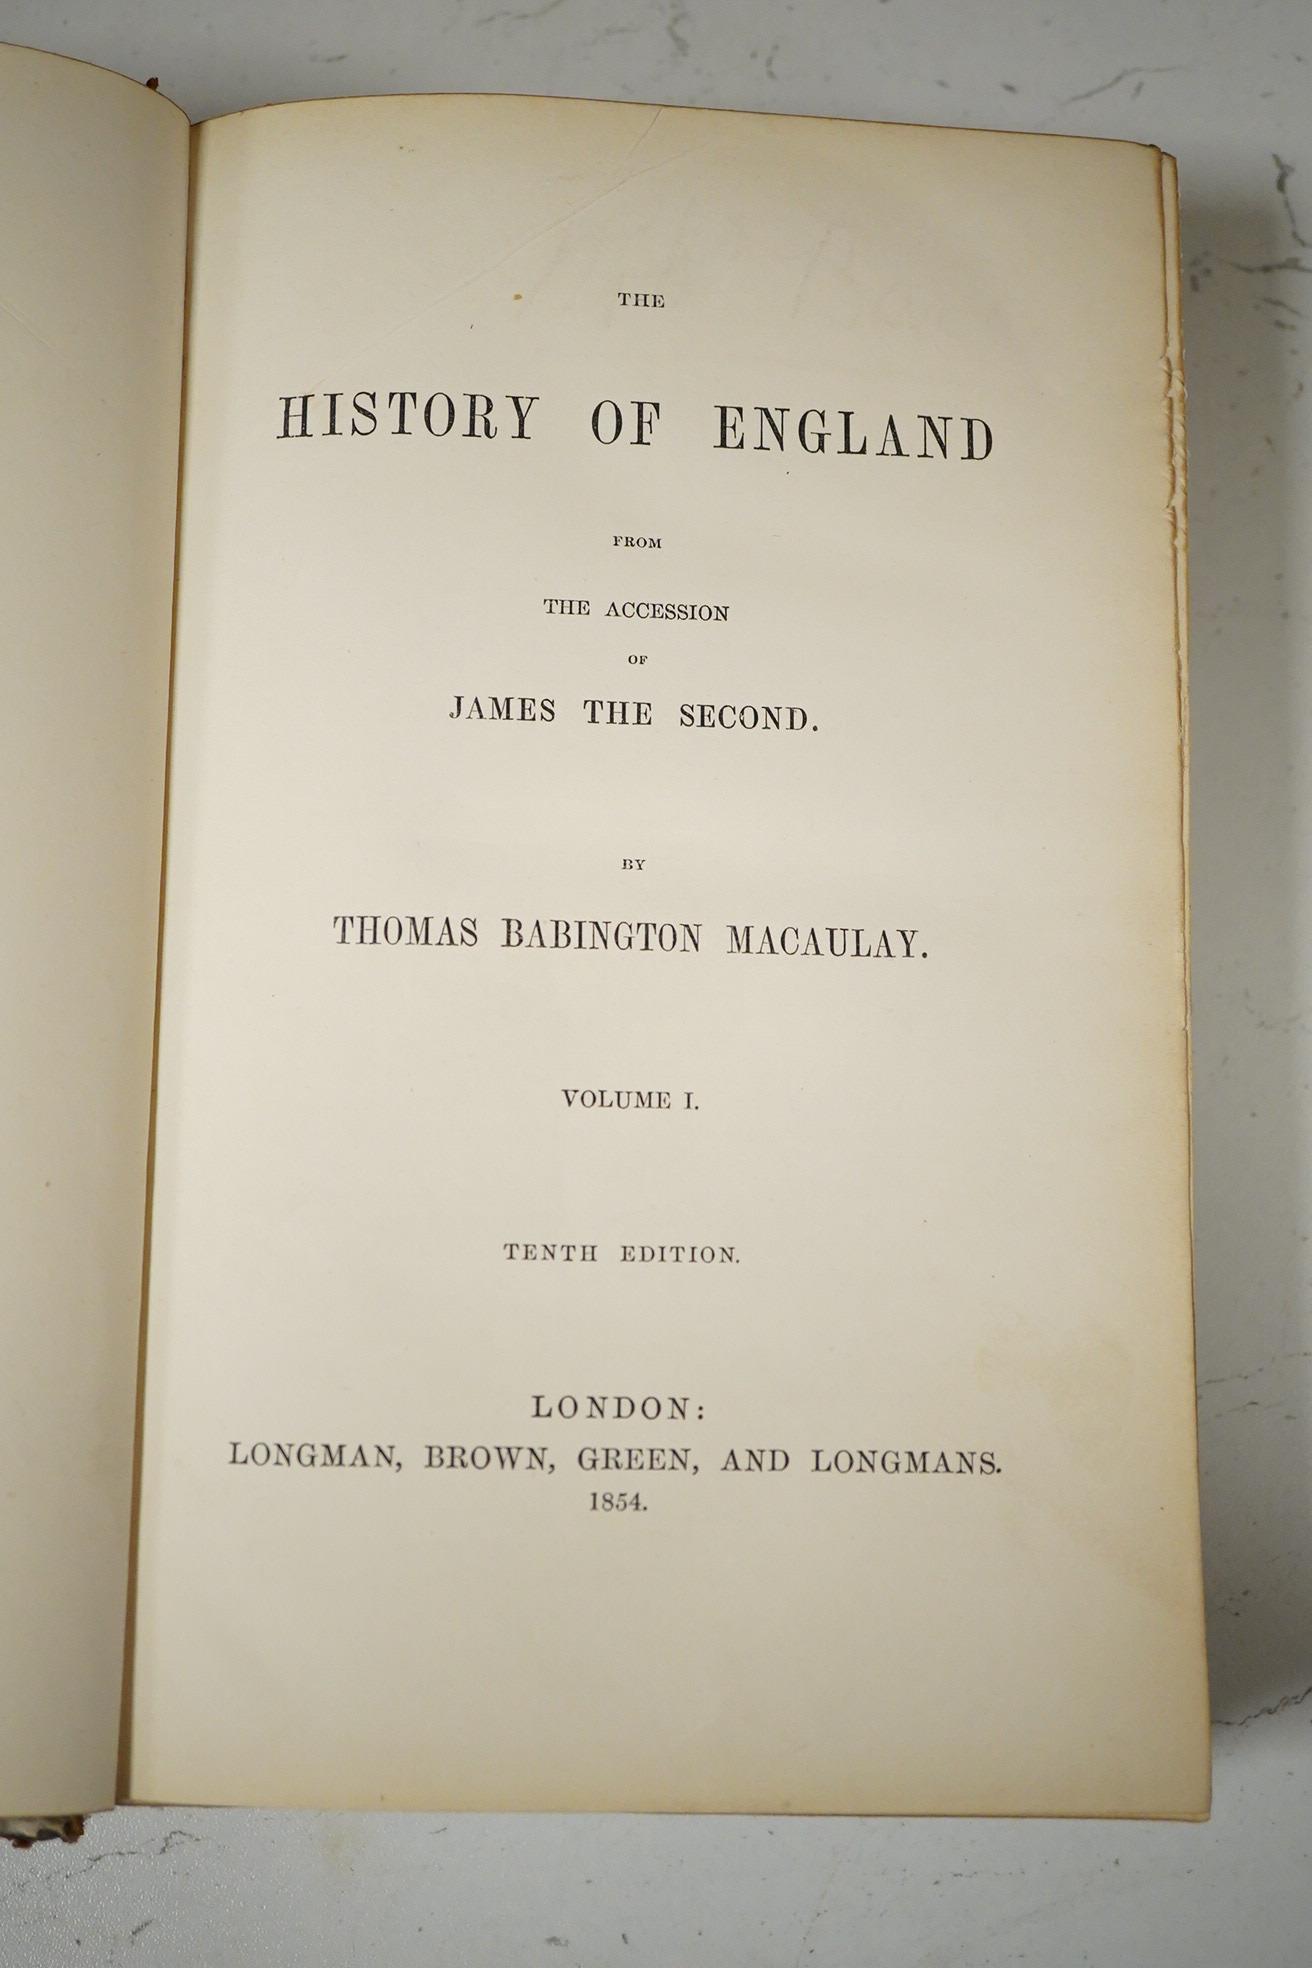 THE
HISTORY OF ENGLAND
FROM
THE ACCESSION
OF
JAMES THE SECOND.
BY
THOMAS BABINGTON MACAULAY.
VOLUME I.
TENTH EDITION.
LONDON:
LONGMAN, BROWN, GREEN, AND LONGMANS.
1854.